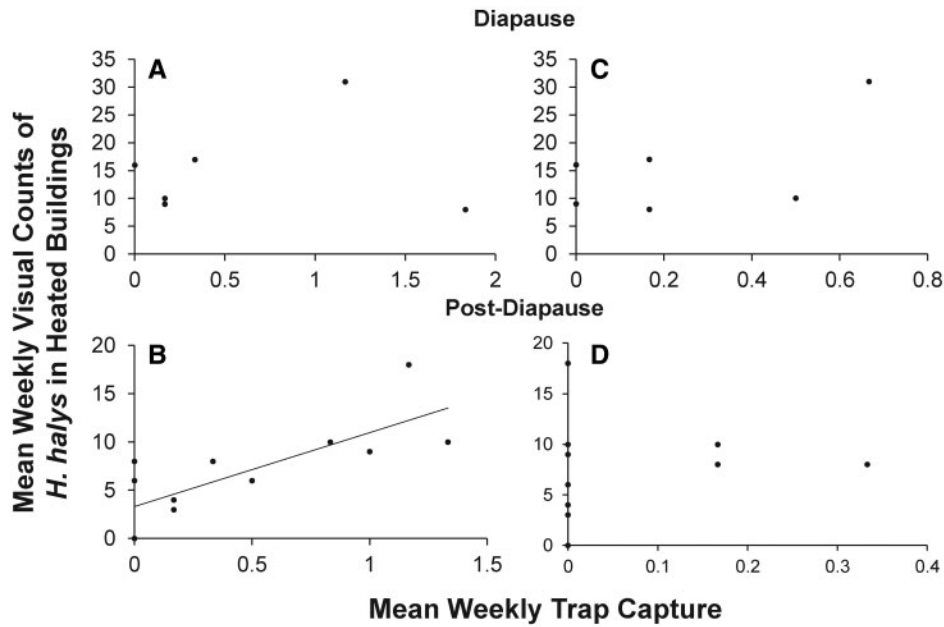 Diapause
Mean Weekly Visual Counts of
H. halys in Heated Buildings
A
35
30
25
20
15
10
5
0
0 0.5 1 1.5 2
C
35
30
25
20
15
10
5
0
0 0.2 0.4 0.6 0.8
Post-Diapause
B
20
15
10
5
0
0 0.5 1 1.5
D
20
15
10
5
0
0 0.1 0.2 0.3 0.4
Mean Weekly Trap Capture